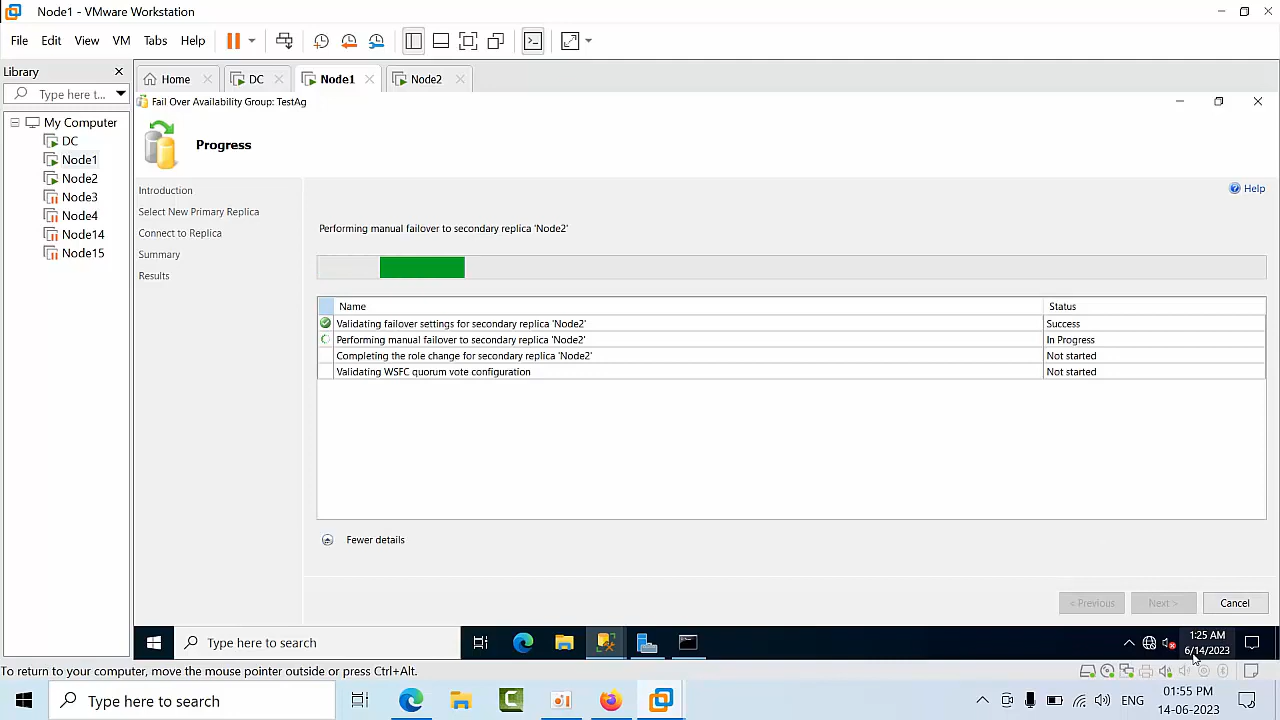 Node1 - VMware Workstation
File Edit View VM Tabs Help
Library
Type here t...
My Computer
DC
Node1
Node2
Node3
Node4
Node14
Node15
Home DC Node1 Node2
Fail Over Availability Group: TestAg
Progress
Introduction
Select New Primary Replica
Connect to Replica
Summary
Results
Help
Performing manual failover to secondary replica 'Node2'
Name Status
Validating failover settings for secondary replica 'Node2' Success
Performing manual failover to secondary replica 'Node2' In Progress
Completing the role change for secondary replica 'Node2' Not started
Validating WSFC quorum vote configuration Not started
Fewer details
< Previous Next > Cancel
Type here to search
1:25 AM
6/14/2023
To return to your computer, move the mouse pointer outside or press Ctrl+Alt.
Type here to search
ENG
01:55 PM
14-06-2023